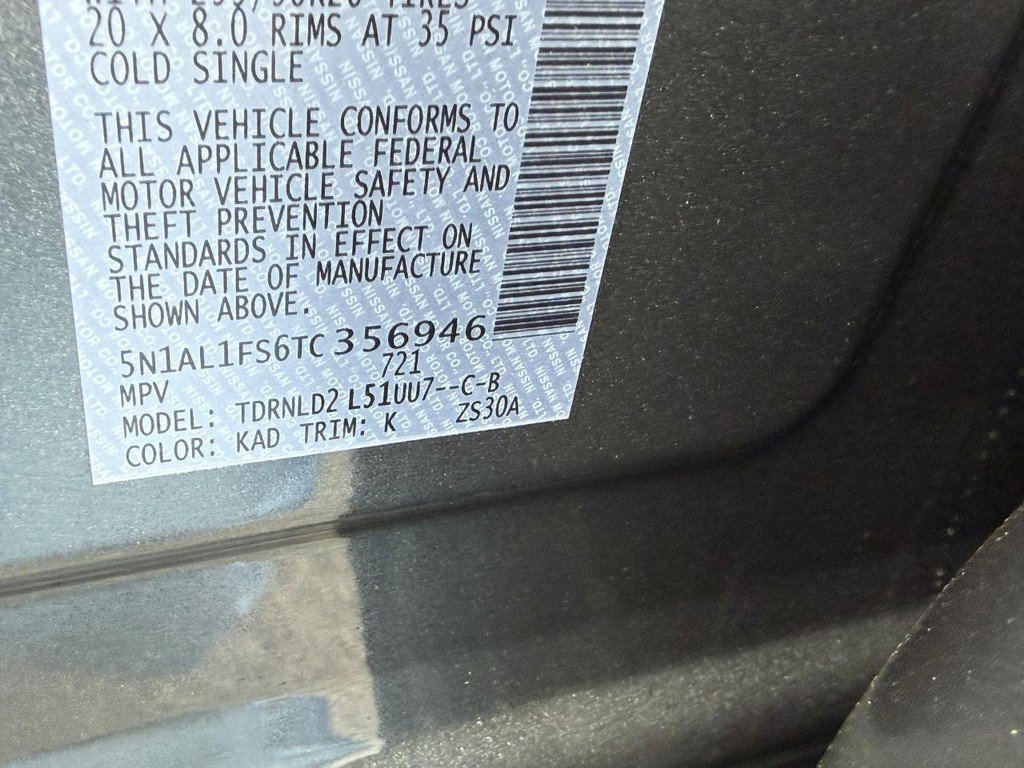 20 X 8.0 RIMS AT 35 PSI
COLD SINGLE
THIS VEHICLE CONFORMS TO
ALL APPLICABLE FEDERAL
MOTOR VEHICLE SAFETY AND
THEFT PREVENTION
STANDARDS IN EFFECT ON
THE DATE OF MANUFACTURE
SHOWN ABOVE.
5N1AL1FS6TC356946
MPV 721
MODEL: TDRNLD2 L51UU7--C-B
COLOR: KAD TRIM: K ZS30A